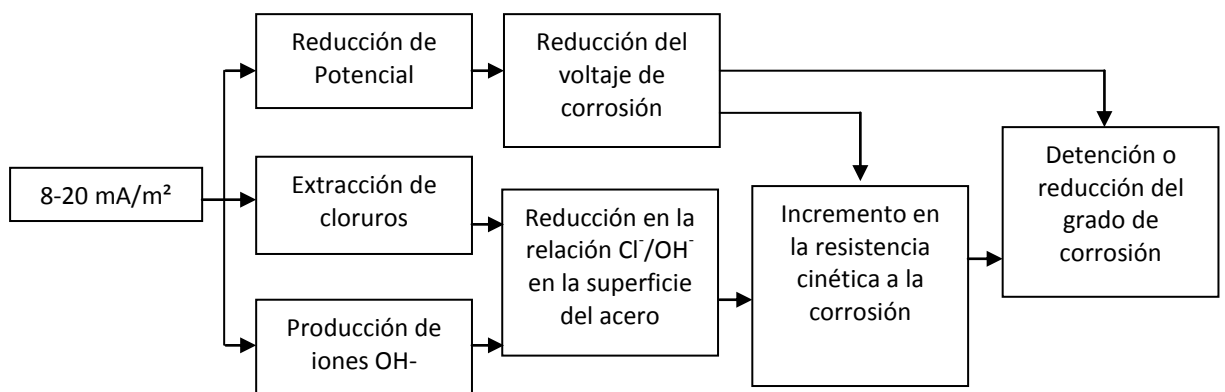 8-20 mA/m²
Reducción de
Potencial
Reducción del
voltaje de
corrosión
Extracción de
cloruros
Producción de
iones OH-
Reducción en la
relación Cl⁻/OH⁻
en la superficie
del acero
Incremento en
la resistencia
cinética a la
corrosión
Detención o
reducción del
grado de
corrosión